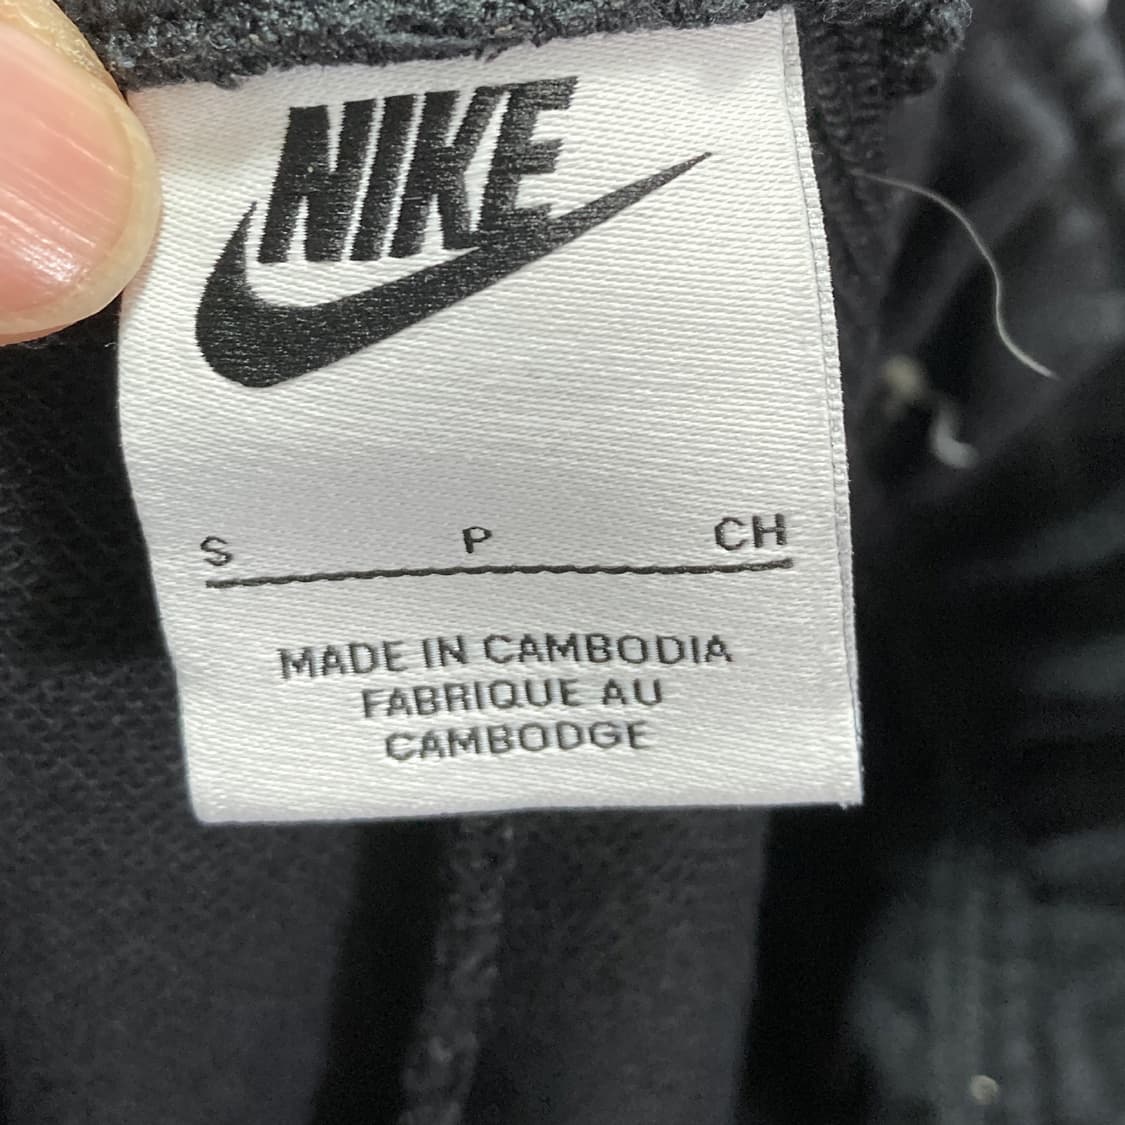 NIKE
S P CH
MADE IN CAMBODIA
FABRIQUE AU
CAMBODGE